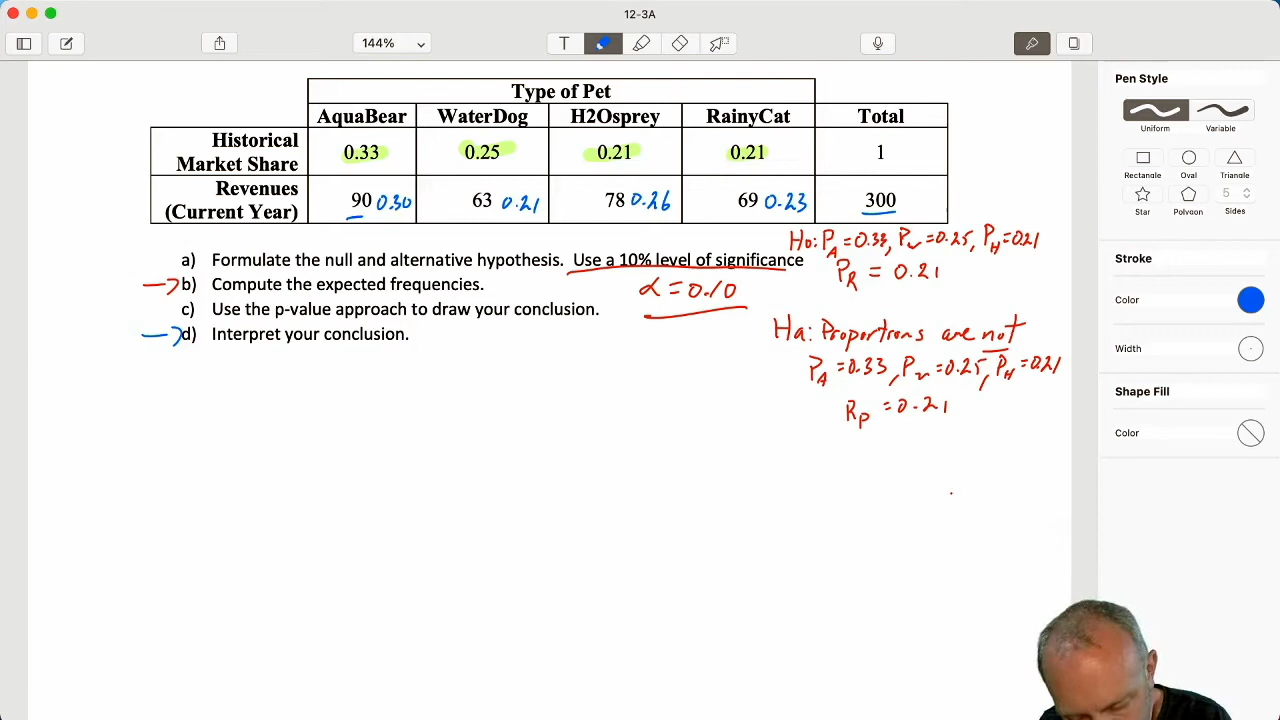 12-3A
144%
T
Pen Style
Uniform
Variable
Rectangle
Oval
Triangle
Star
Polygon
5
Sides
Stroke
Color
Width
Shape Fill
Color
Type of Pet
AquaBear WaterDog H2Osprey RainyCat Total
Historical Market Share 0.33 0.25 0.21 0.21 1
Revenues (Current Year) 90 0.30 63 0.21 78 0.26 69 0.23 300
a) Formulate the null and alternative hypothesis. Use a 10% level of significance
b) Compute the expected frequencies.
c) Use the p-value approach to draw your conclusion.
d) Interpret your conclusion.
α = 0.10
Ho: PA = 0.33, Pw = 0.25, PH = 0.21
PR = 0.21
Ha: Proportions are not
PA = 0.33, Pw = 0.25, PH = 0.21
RP = 0.21